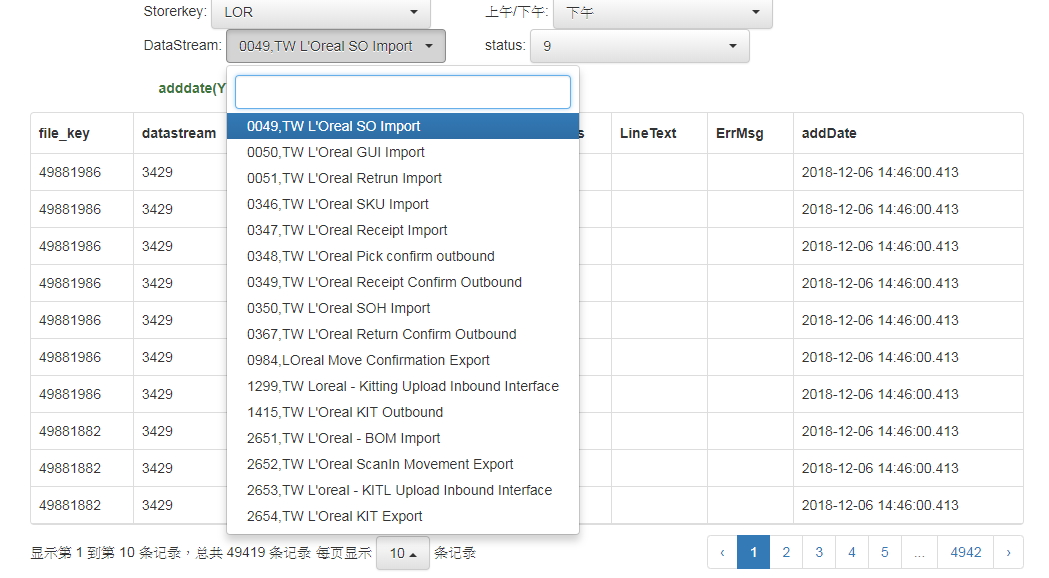 Storerkey: LOR 上午/下午: 下午
DataStream: 0049,TW L'Oreal SO Import status: 9
adddate(Y
0049,TW L'Oreal SO Import
0050,TW L'Oreal GUI Import
0051,TW L'Oreal Retrun Import
0346,TW L'Oreal SKU Import
0347,TW L'Oreal Receipt Import
0348,TW L'Oreal Pick confirm outbound
0349,TW L'Oreal Receipt Confirm Outbound
0350,TW L'Oreal SOH Import
0367,TW L'Oreal Return Confirm Outbound
0984,LOreal Move Confirmation Export
1299,TW Loreal - Kitting Upload Inbound Interface
1415,TW L'Oreal KIT Outbound
2651,TW L'Oreal - BOM Import
2652,TW L'Oreal ScanIn Movement Export
2653,TW L'oreal - KITL Upload Inbound Interface
2654,TW L'Oreal KIT Export
file_key datastream s LineText ErrMsg addDate
49881986 3429 2018-12-06 14:46:00.413
49881986 3429 2018-12-06 14:46:00.413
49881986 3429 2018-12-06 14:46:00.413
49881986 3429 2018-12-06 14:46:00.413
49881986 3429 2018-12-06 14:46:00.413
49881986 3429 2018-12-06 14:46:00.413
49881986 3429 2018-12-06 14:46:00.413
49881882 3429 2018-12-06 14:46:00.413
49881882 3429 2018-12-06 14:46:00.413
49881882 3429 2018-12-06 14:46:00.413
显示第 1 到第 10 条记录，总共 49419 条记录 每页显示 10 条记录
‹ 1 2 3 4 5 ... 4942 ›